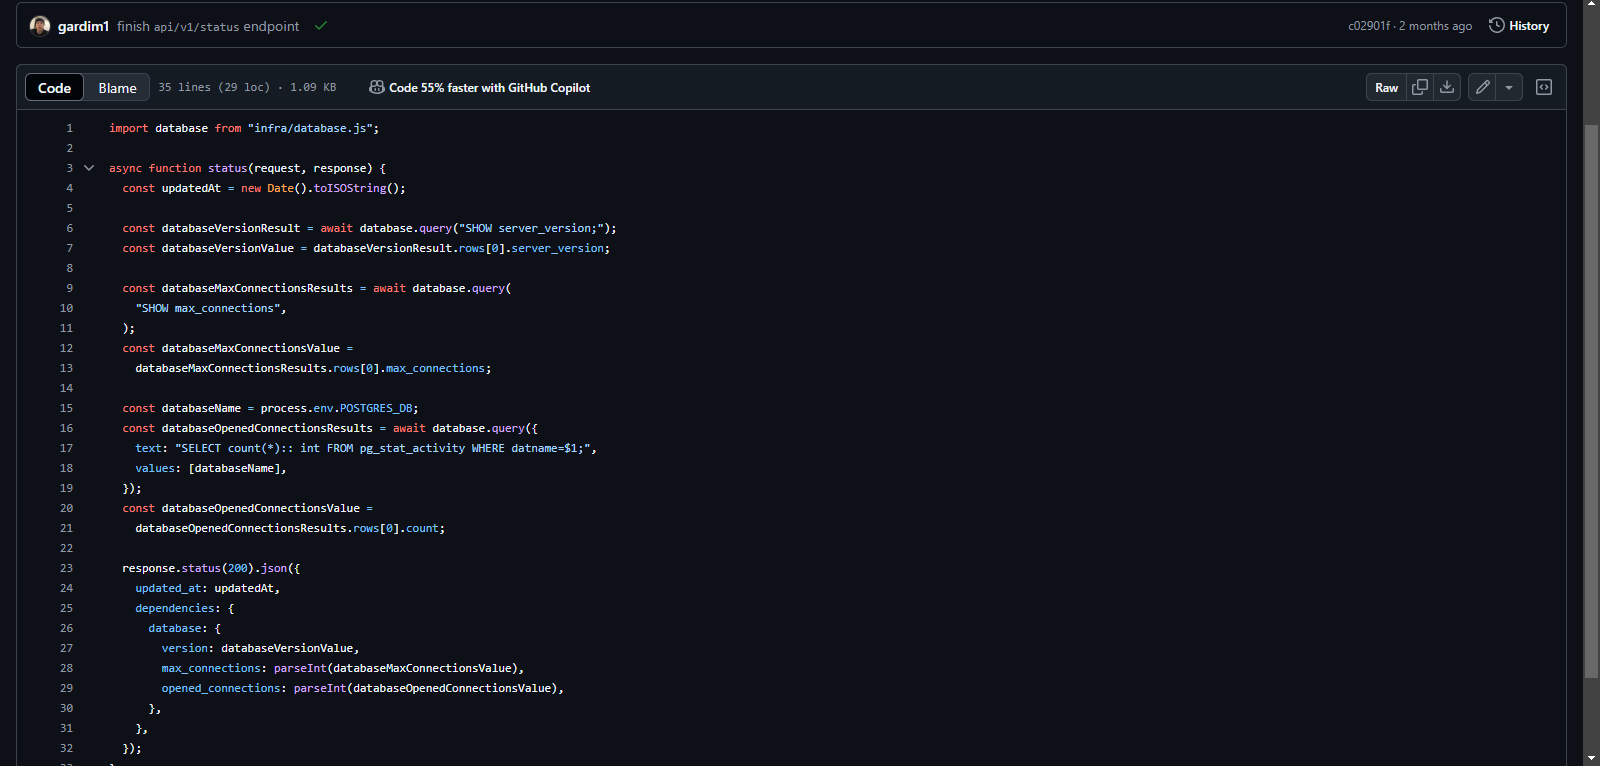 gardim1 finish api/v1/status endpoint c02901f · 2 months ago History
Code Blame 35 lines (29 loc) · 1.09 KB Code 55% faster with GitHub Copilot Raw
1 import database from "infra/database.js";
2
3 async function status(request, response) {
4   const updatedAt = new Date().toISOString();
5
6   const databaseVersionResult = await database.query("SHOW server_version;");
7   const databaseVersionValue = databaseVersionResult.rows[0].server_version;
8
9   const databaseMaxConnectionsResults = await database.query(
10     "SHOW max_connections",
11   );
12   const databaseMaxConnectionsValue =
13     databaseMaxConnectionsResults.rows[0].max_connections;
14
15   const databaseName = process.env.POSTGRES_DB;
16   const databaseOpenedConnectionsResults = await database.query({
17     text: "SELECT count(*):: int FROM pg_stat_activity WHERE datname=$1;",
18     values: [databaseName],
19   });
20   const databaseOpenedConnectionsValue =
21     databaseOpenedConnectionsResults.rows[0].count;
22
23   response.status(200).json({
24     updated_at: updatedAt,
25     dependencies: {
26       database: {
27         version: databaseVersionValue,
28         max_connections: parseInt(databaseMaxConnectionsValue),
29         opened_connections: parseInt(databaseOpenedConnectionsValue),
30       },
31     },
32   });